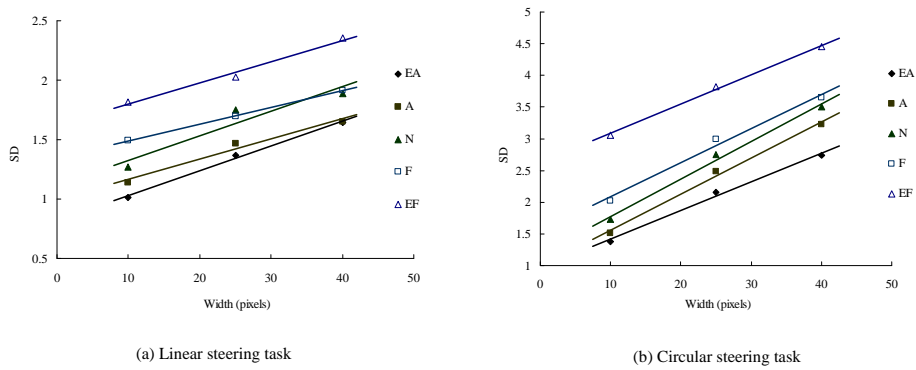 2.5
2
1.5
1
0.5
SD
0 10 20 30 40 50
Width (pixels)
EA
A
N
F
EF
(a) Linear steering task
5
4.5
4
3.5
3
2.5
2
1.5
1
SD
0 10 20 30 40 50
Width (pixels)
EA
A
N
F
EF
(b) Circular steering task